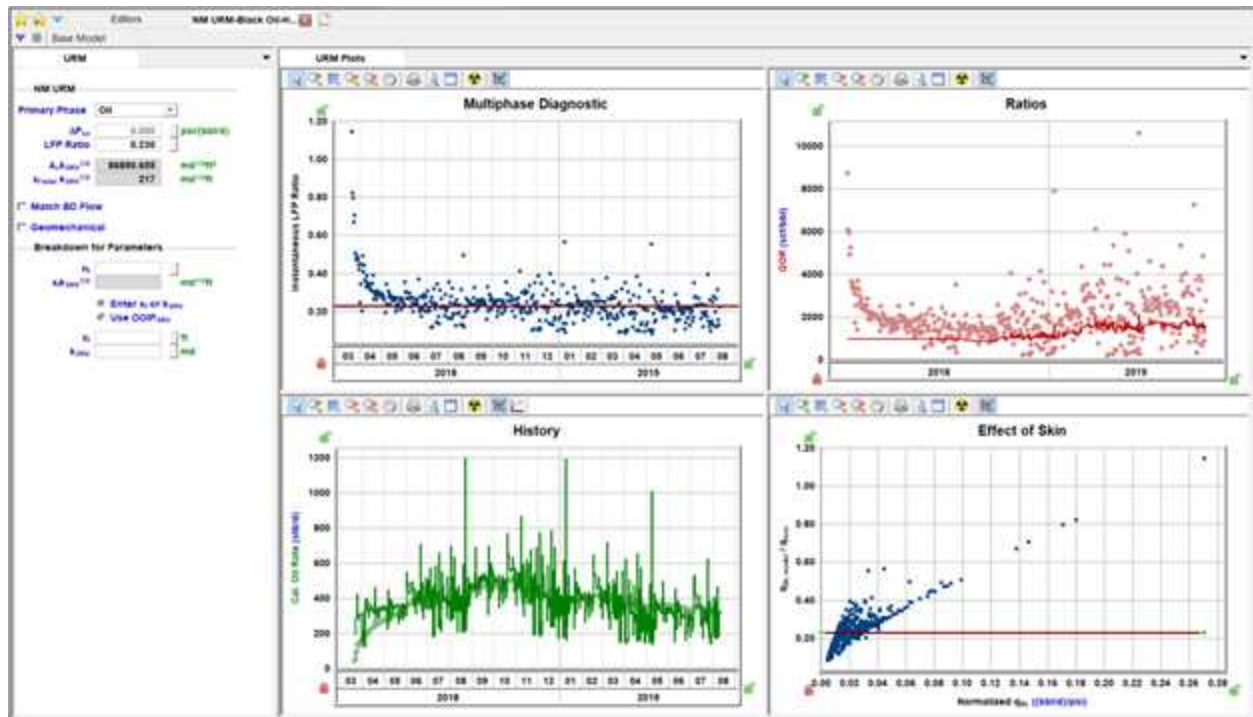 Editors NM URM-Black Oil-m...
Base Model
URM
NM URM
Primary Phase Oil
0.000
LFP Ratio 0.230
217
Match BD Flow
Geomechanical
Breakdown for Parameters
Use OOIP
md
URM Plots
Multiphase Diagnostic
Instantaneous LFP Ratio
1.20
1.00
0.80
0.60
0.40
0.20
03 04 05 06 07 08 09 10 11 12 01 02 03 04 05 06 07 08
2018 2019
Ratios
GOR (scf/bbl)
10000
8000
6000
4000
2000
0
2018 2019
History
Cal. Oil Rate (stb/d)
1200
1000
800
600
400
200
0
03 04 05 06 07 08 09 10 11 12 01 02 03 04 05 06 07 08
2018 2019
Effect of Skin
1.00
0.80
0.60
0.40
0.20
0.00 0.02 0.04 0.06 0.08 0.10 0.12 0.14 0.16 0.18 0.20 0.22 0.24 0.26 0.28
Normalized